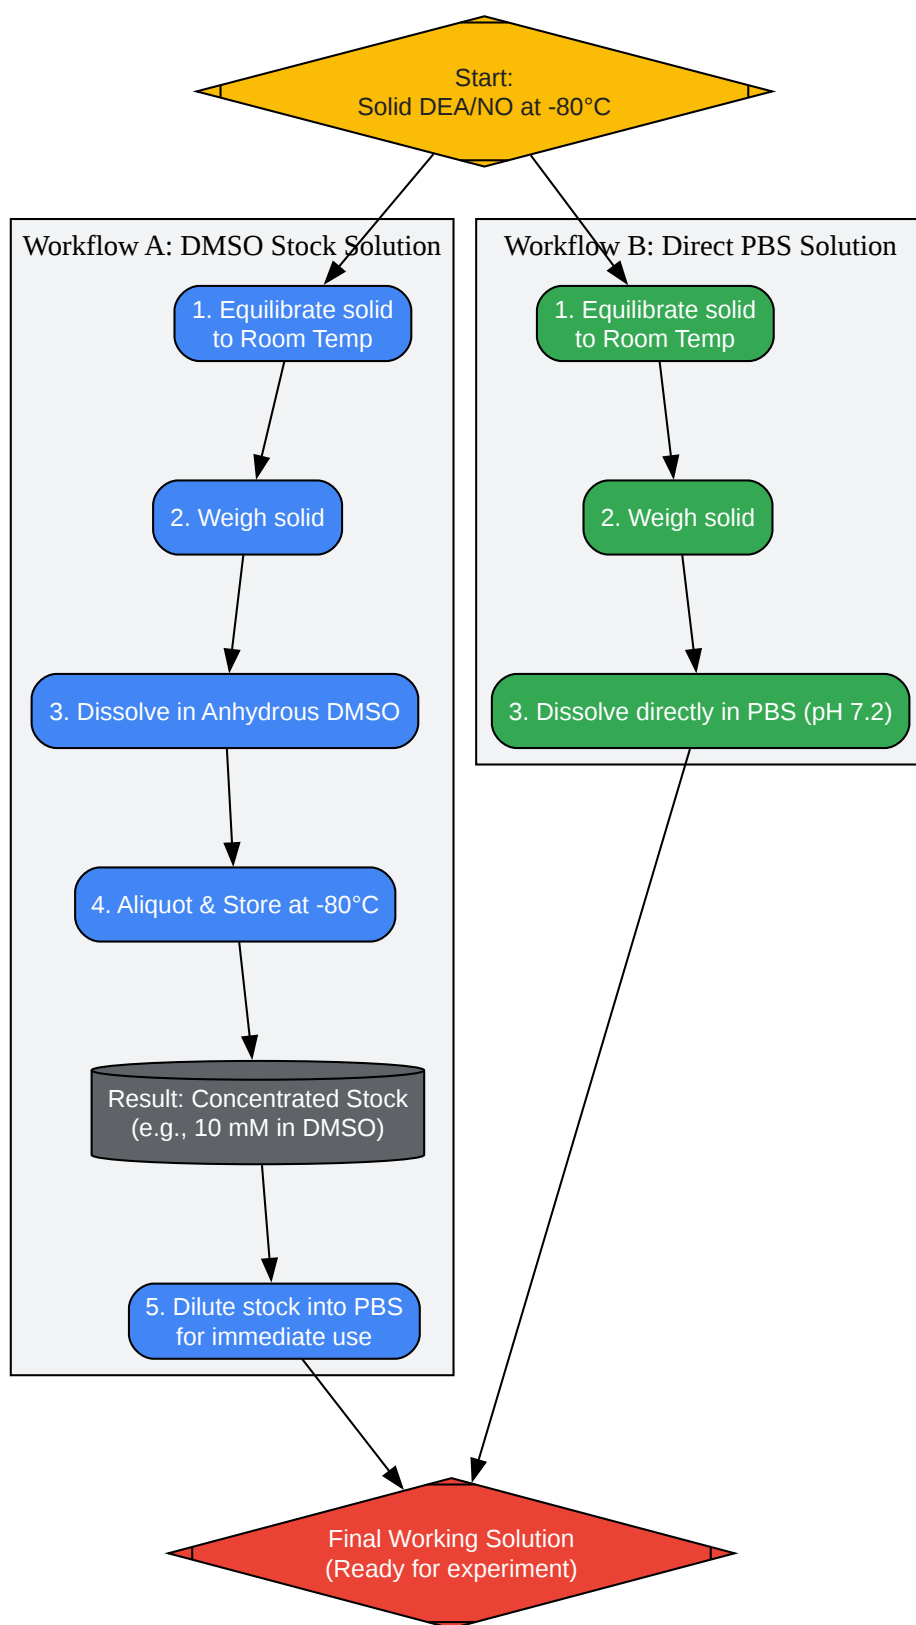 Start:
Solid DEA/NO at -80°C
Workflow A: DMSO Stock Solution
1. Equilibrate solid
to Room Temp
2. Weigh solid
3. Dissolve in Anhydrous DMSO
4. Aliquot & Store at -80°C
Result: Concentrated Stock
(e.g., 10 mM in DMSO)
5. Dilute stock into PBS
for immediate use
Workflow B: Direct PBS Solution
1. Equilibrate solid
to Room Temp
2. Weigh solid
3. Dissolve directly in PBS (pH 7.2)
Final Working Solution
(Ready for experiment)